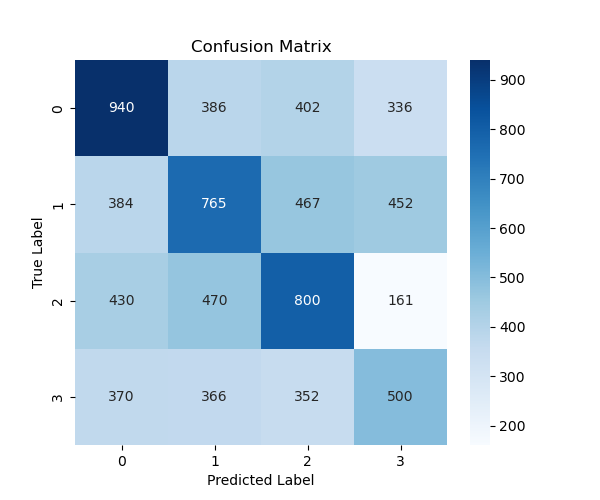 Confusion Matrix
0 940 386 402 336
1 384 765 467 452
2 430 470 800 161
3 370 366 352 500
0 1 2 3
True Label
Predicted Label
900
800
700
600
500
400
300
200